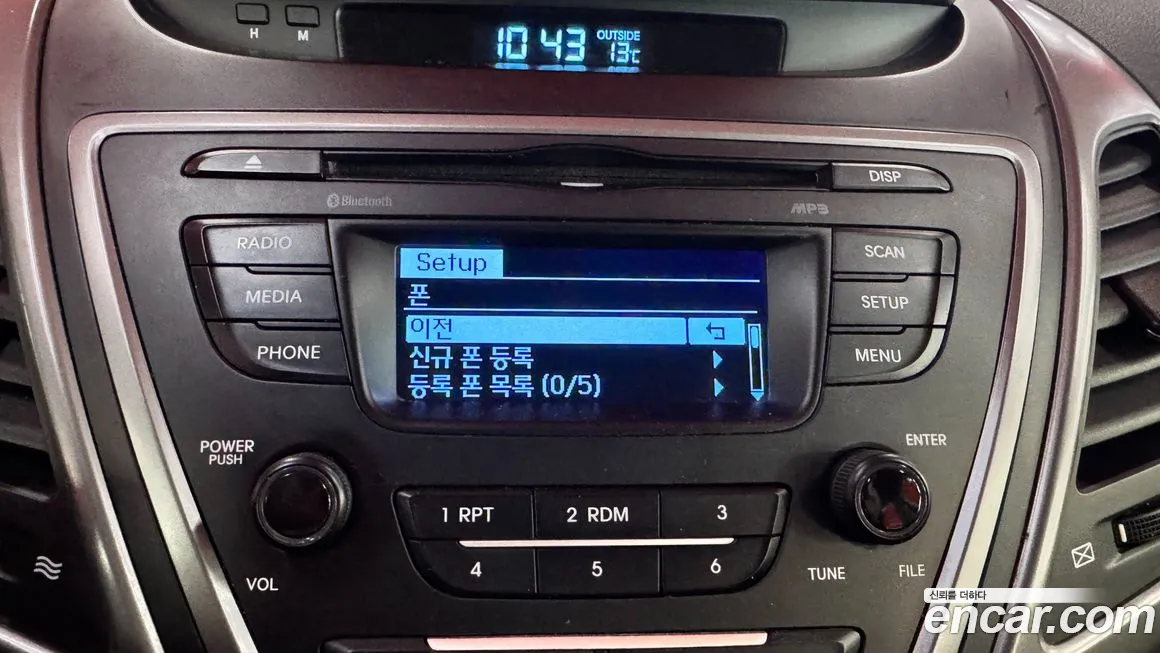 H
M
10 43
OUTSIDE
13℃
DISP
Bluetooth
MP3
RADIO
MEDIA
PHONE
Setup
폰
이전
신규 폰 등록
등록 폰 목록 (0/5)
SCAN
SETUP
MENU
POWER
PUSH
VOL
1 RPT
2 RDM
3
4
5
6
ENTER
TUNE
FILE
신뢰를 더하다
encar.com